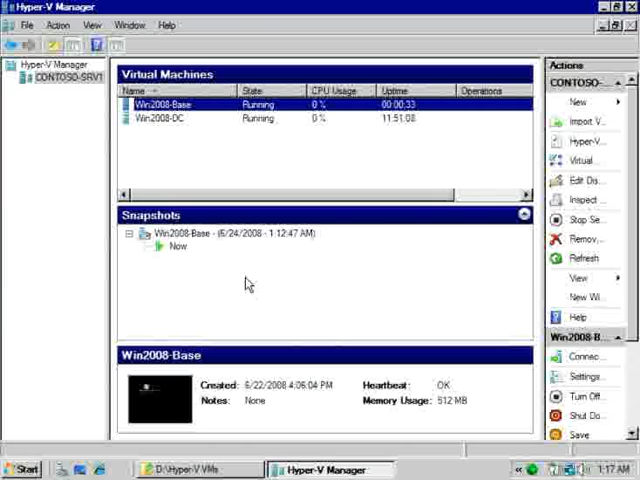 Hyper-V Manager
File Action View Window Help
Hyper-V Manager
CONTOSO-SRV1
Virtual Machines
Name State CPU Usage Uptime Operations
Win2008-Base Running 0 % 00:00:33
Win2008-DC Running 0 % 11:51:08
Snapshots
Win2008-Base - (6/24/2008 - 1:12:47 AM)
Now
Win2008-Base
Created: 6/22/2008 4:06:04 PM Heartbeat: OK
Notes: None Memory Usage: 512 MB
Actions
CONTOSO-...
New
Import V...
Hyper-V...
Virtual...
Edit Dis...
Inspect...
Stop Se...
Remov...
Refresh
View
New Wi...
Help
Win2008-B...
Connec...
Settings...
Turn Off...
Shut Do...
Save
Start D:\Hyper-V VMs Hyper-V Manager 1:17 AM